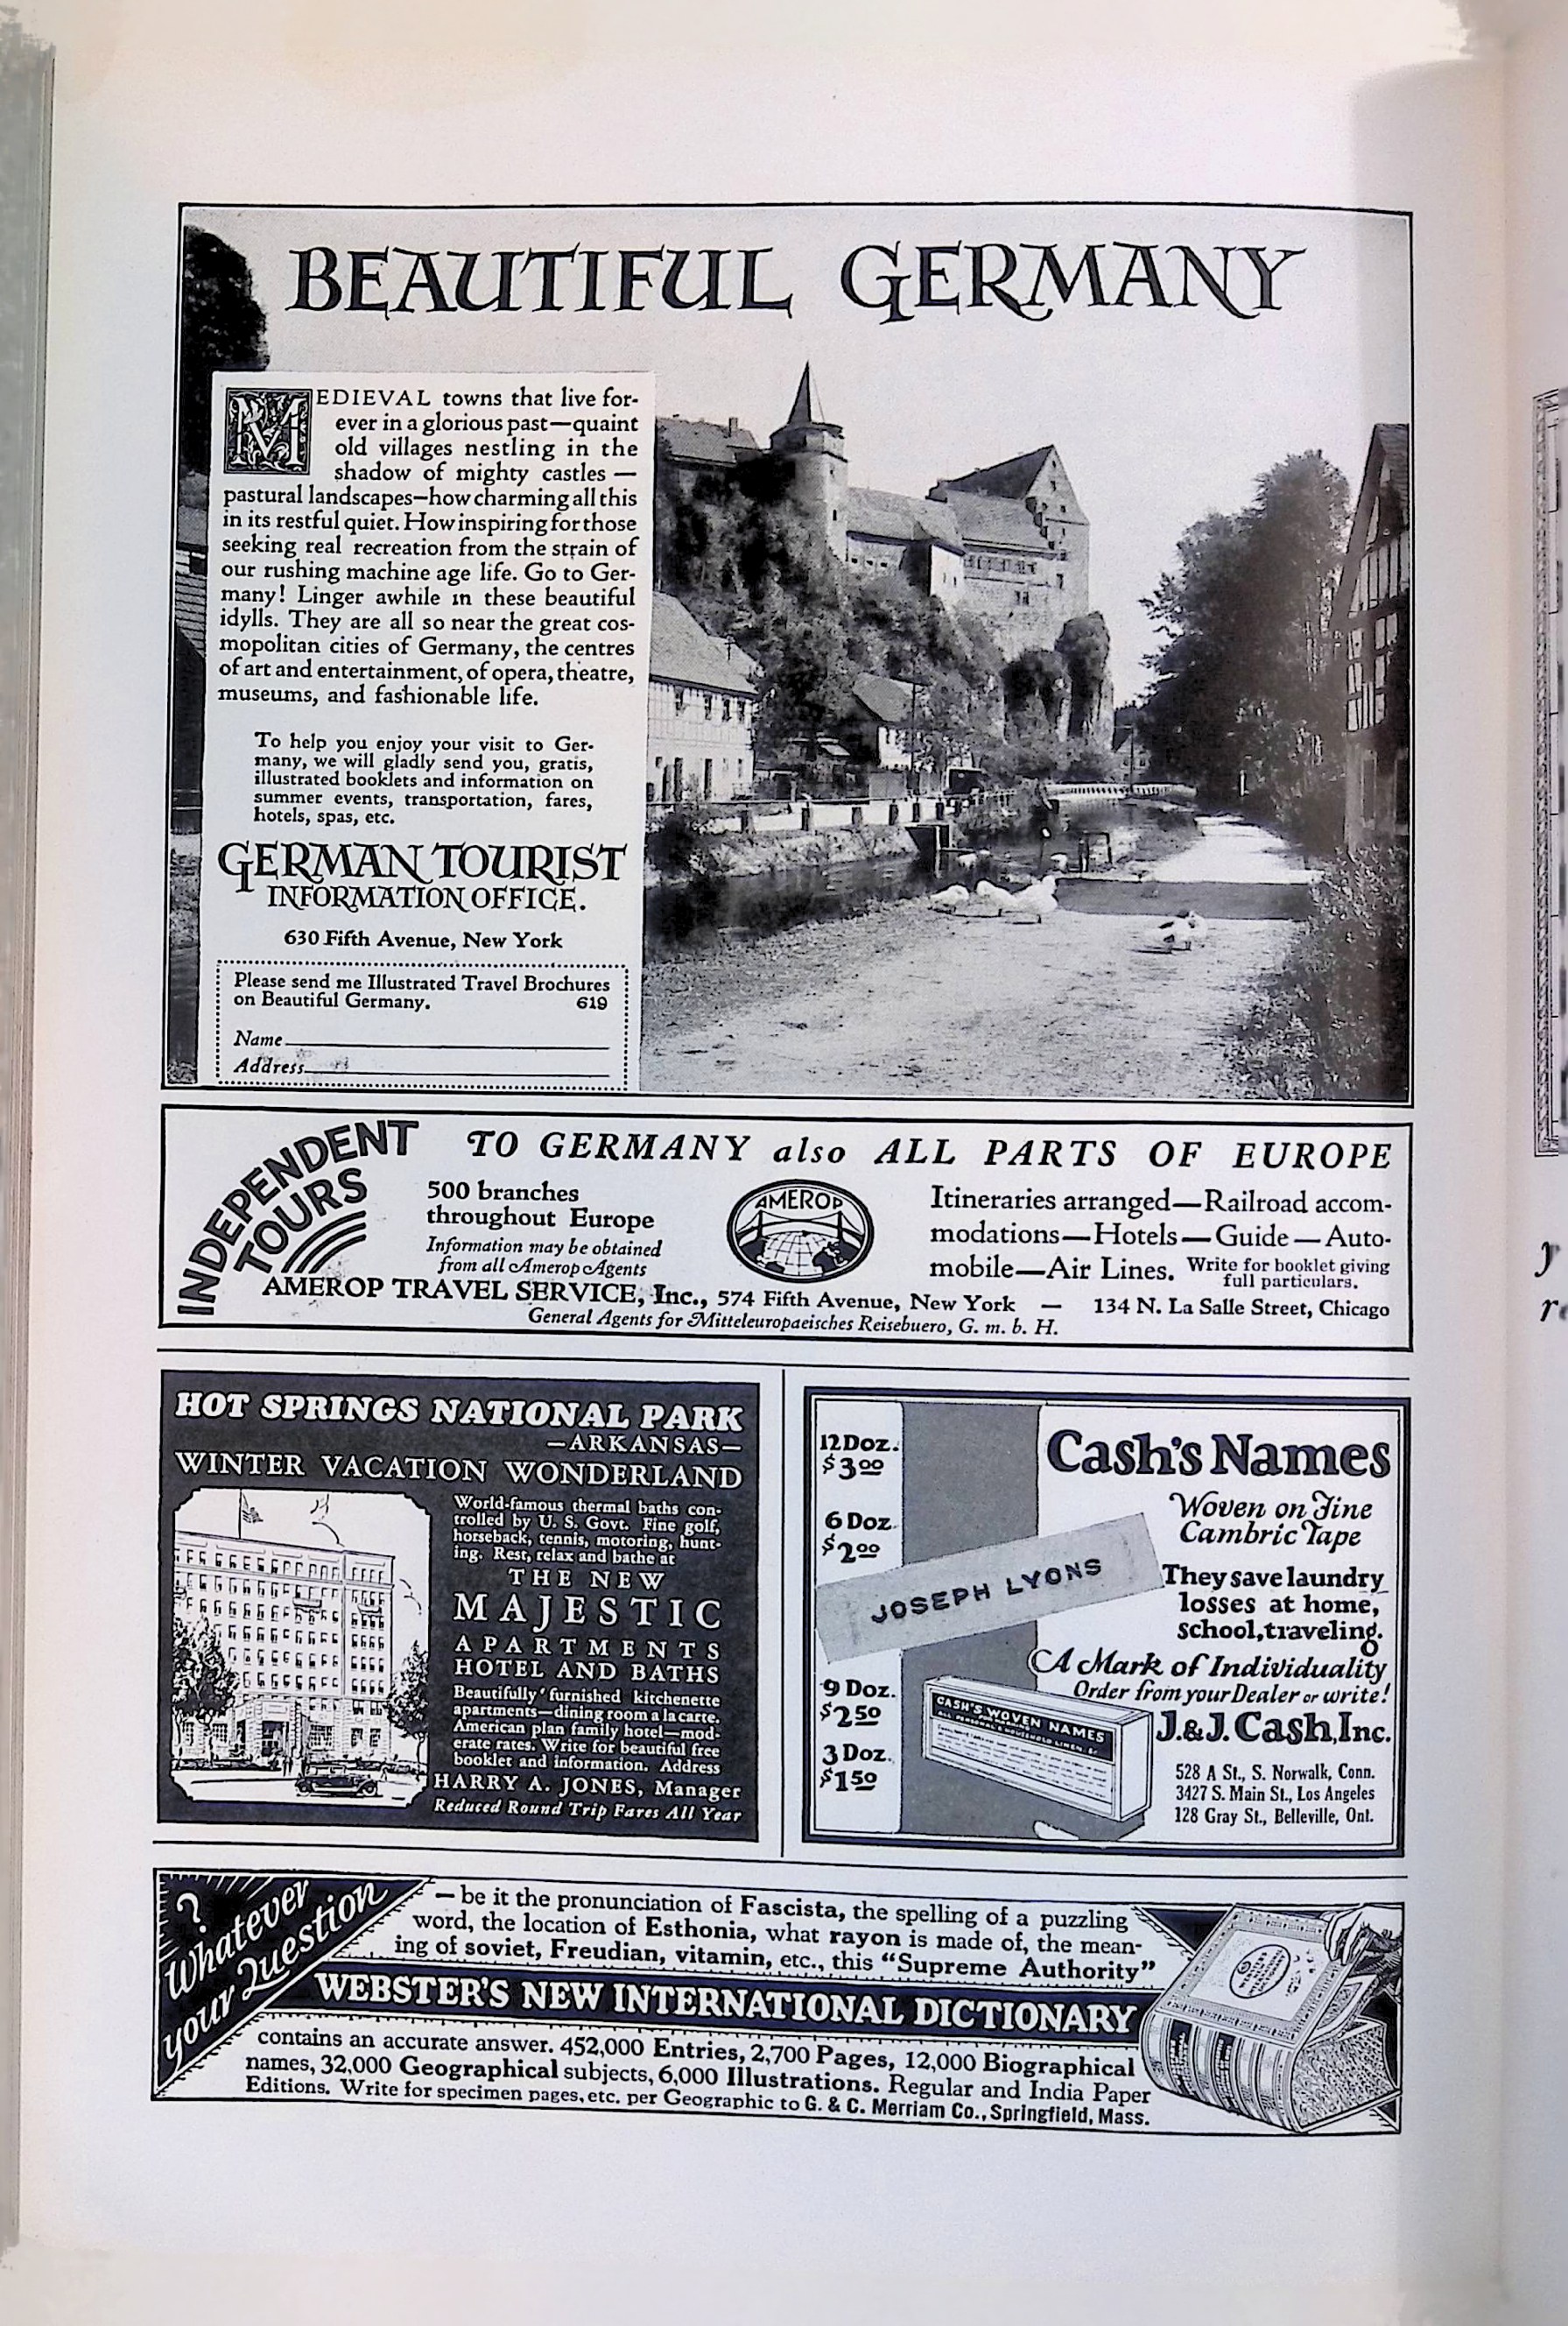 BEAUTIFUL GERMANY
MEDIEVAL towns that live for-
ever in a glorious past—quaint
old villages nestling in the
shadow of mighty castles —
pastural landscapes—how charming all this
in its restful quiet. How inspiring for those
seeking real recreation from the strain of
our rushing machine age life. Go to Ger-
many! Linger awhile in these beautiful
idylls. They are all so near the great cos-
mopolitan cities of Germany, the centres
of art and entertainment, of opera, theatre,
museums, and fashionable life.
To help you enjoy your visit to Ger-
many, we will gladly send you, gratis,
illustrated booklets and information on
summer events, transportation, fares,
hotels, spas, etc.
GERMAN TOURIST
INFORMATION OFFICE.
630 Fifth Avenue, New York
Please send me Illustrated Travel Brochures
on Beautiful Germany. 619
Name
Address
INDEPENDENT
TOURS
TO GERMANY also ALL PARTS OF EUROPE
500 branches
throughout Europe
Information may be obtained
from all Amerop Agents
AMEROP
Itineraries arranged—Railroad accom-
modations—Hotels—Guide—Auto-
mobile—Air Lines. Write for booklet giving
full particulars.
AMEROP TRAVEL SERVICE, Inc., 574 Fifth Avenue, New York — 134 N. La Salle Street, Chicago
General Agents for Mitteleuropaeisches Reisebuero, G. m. b. H.
HOT SPRINGS NATIONAL PARK
—ARKANSAS—
WINTER VACATION WONDERLAND
World-famous thermal baths con-
trolled by U. S. Govt. Fine golf,
horseback, tennis, motoring, hunt-
ing. Rest, relax and bathe at
THE NEW
MAJESTIC
APARTMENTS
HOTEL AND BATHS
Beautifully furnished kitchenette
apartments—dining room a la carte.
American plan family hotel—mod-
erate rates. Write for beautiful free
booklet and information. Address
HARRY A. JONES, Manager
Reduced Round Trip Fares All Year
12 Doz.
$3.00
6 Doz.
$2.00
JOSEPH LYONS
9 Doz.
$2.50
3 Doz.
$1.50
CASH'S WOVEN NAMES
Cash's Names
Woven on Fine
Cambric Tape
They save laundry
losses at home,
school, traveling.
A Mark of Individuality
Order from your Dealer or write!
J. & J. Cash, Inc.
528 A St., S. Norwalk, Conn.
3427 S. Main St., Los Angeles
128 Gray St., Belleville, Ont.
? Whatever
your Question
— be it the pronunciation of Fascista, the spelling of a puzzling
word, the location of Esthonia, what rayon is made of, the mean-
ing of soviet, Freudian, vitamin, etc., this "Supreme Authority"
WEBSTER'S NEW INTERNATIONAL DICTIONARY
contains an accurate answer. 452,000 Entries, 2,700 Pages, 12,000 Biographical
names, 32,000 Geographical subjects, 6,000 Illustrations. Regular and India Paper
Editions. Write for specimen pages, etc. per Geographic to G. & C. Merriam Co., Springfield, Mass.